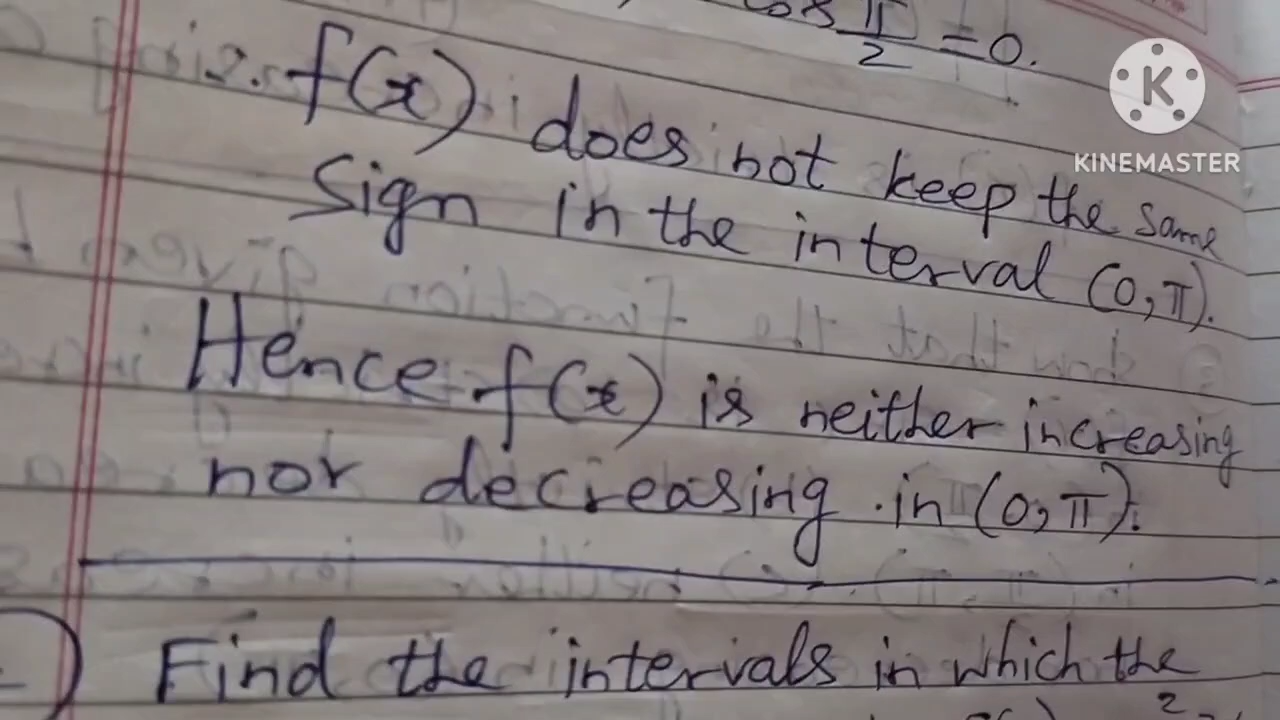 cos π/2 = 0.
∴ f(x) does not keep the same
sign in the interval (0, π).
Hence f(x) is neither increasing
nor decreasing in (0, π).
Find the intervals in which the
2
K
KINEMASTER